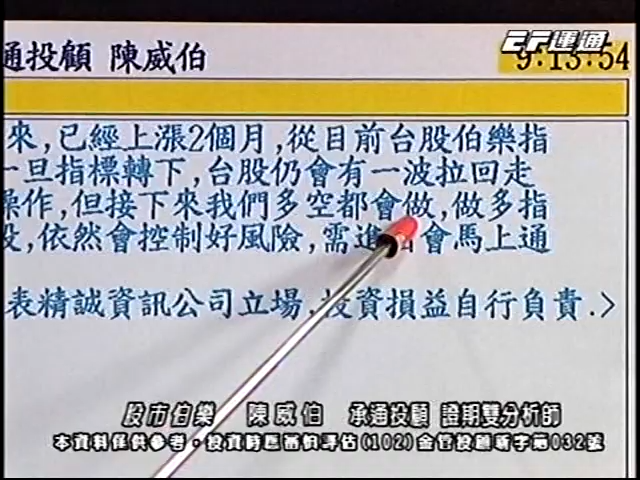 EF運通
9:13:54
通投顧 陳威伯
來,已經上漲2個月,從目前台股伯樂指
一旦指標轉下,台股仍會有一波拉回走
操作,但接下來我們多空都會做,做多指
依然會控制好風險,需進出會馬上通
表精誠資訊公司立場,投資損益自行負責.>
股市伯樂 陳威伯 承通投顧 證期雙分析師
本資料僅供參考,投資時應審慎評估(102)金管投顧新字第032號